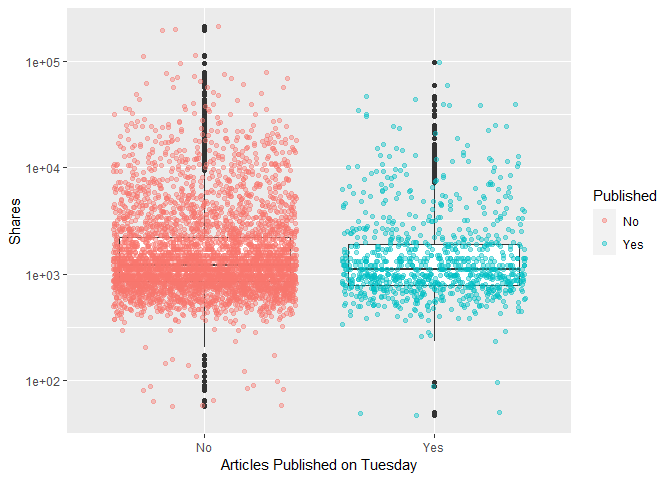 1e+05
1e+04
1e+03
1e+02
Shares
No
Yes
Articles Published on Tuesday
Published
No
Yes